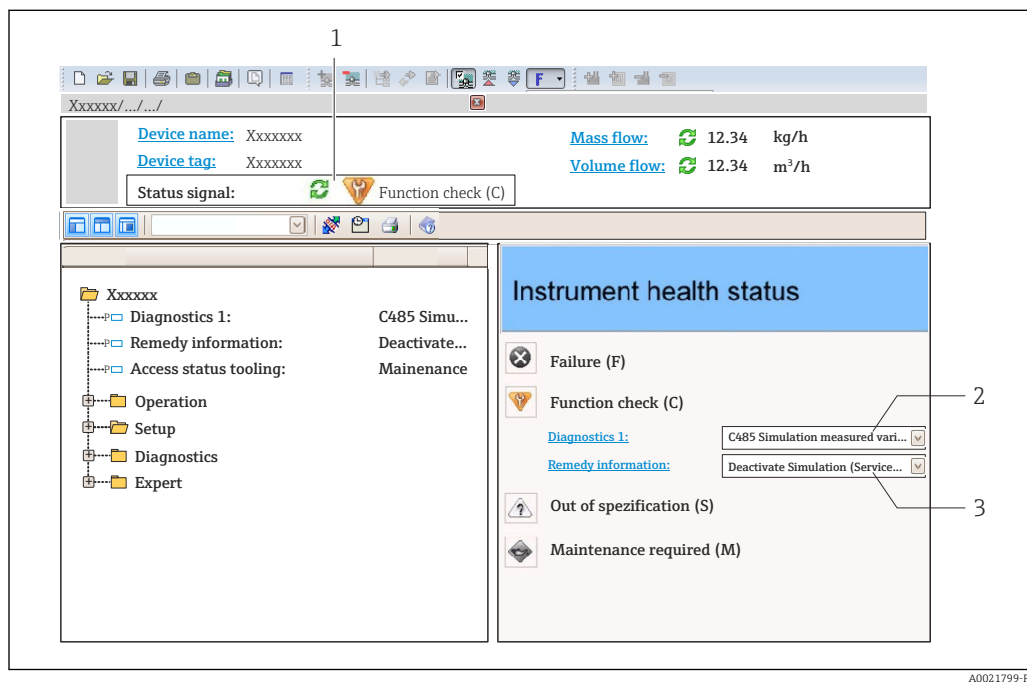 1
F
Xxxxxx/.../.../
Device name: Xxxxxxx
Mass flow: 12.34 kg/h
Device tag: Xxxxxxx
Volume flow: 12.34 m³/h
Status signal: Function check (C)
Xxxxxx
Diagnostics 1: C485 Simu...
Remedy information: Deactivate...
Access status tooling: Mainenance
Operation
Setup
Diagnostics
Expert
Instrument health status
Failure (F)
Function check (C)
2
Diagnostics 1: C485 Simulation measured vari...
Remedy information: Deactivate Simulation (Service...
Out of spezification (S)
3
Maintenance required (M)